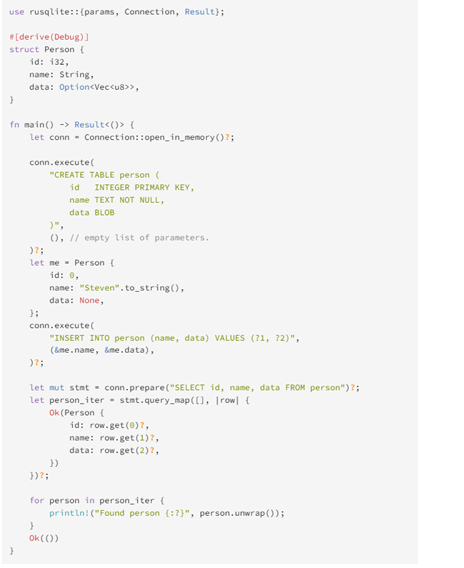 use rusqlite::{params, Connection, Result};

#[derive(Debug)]
struct Person {
    id: i32,
    name: String,
    data: Option<Vec<u8>>,
}

fn main() -> Result<()> {
    let conn = Connection::open_in_memory()?;

    conn.execute(
        "CREATE TABLE person (
            id   INTEGER PRIMARY KEY,
            name TEXT NOT NULL,
            data BLOB
        )",
        (), // empty list of parameters.
    )?;
    let me = Person {
        id: 0,
        name: "Steven".to_string(),
        data: None,
    };
    conn.execute(
        "INSERT INTO person (name, data) VALUES (?1, ?2)",
        (&me.name, &me.data),
    )?;

    let mut stmt = conn.prepare("SELECT id, name, data FROM person")?;
    let person_iter = stmt.query_map([], |row| {
        Ok(Person {
            id: row.get(0)?,
            name: row.get(1)?,
            data: row.get(2)?,
        })
    })?;

    for person in person_iter {
        println!("Found person {:?}", person.unwrap());
    }
    Ok(())
}